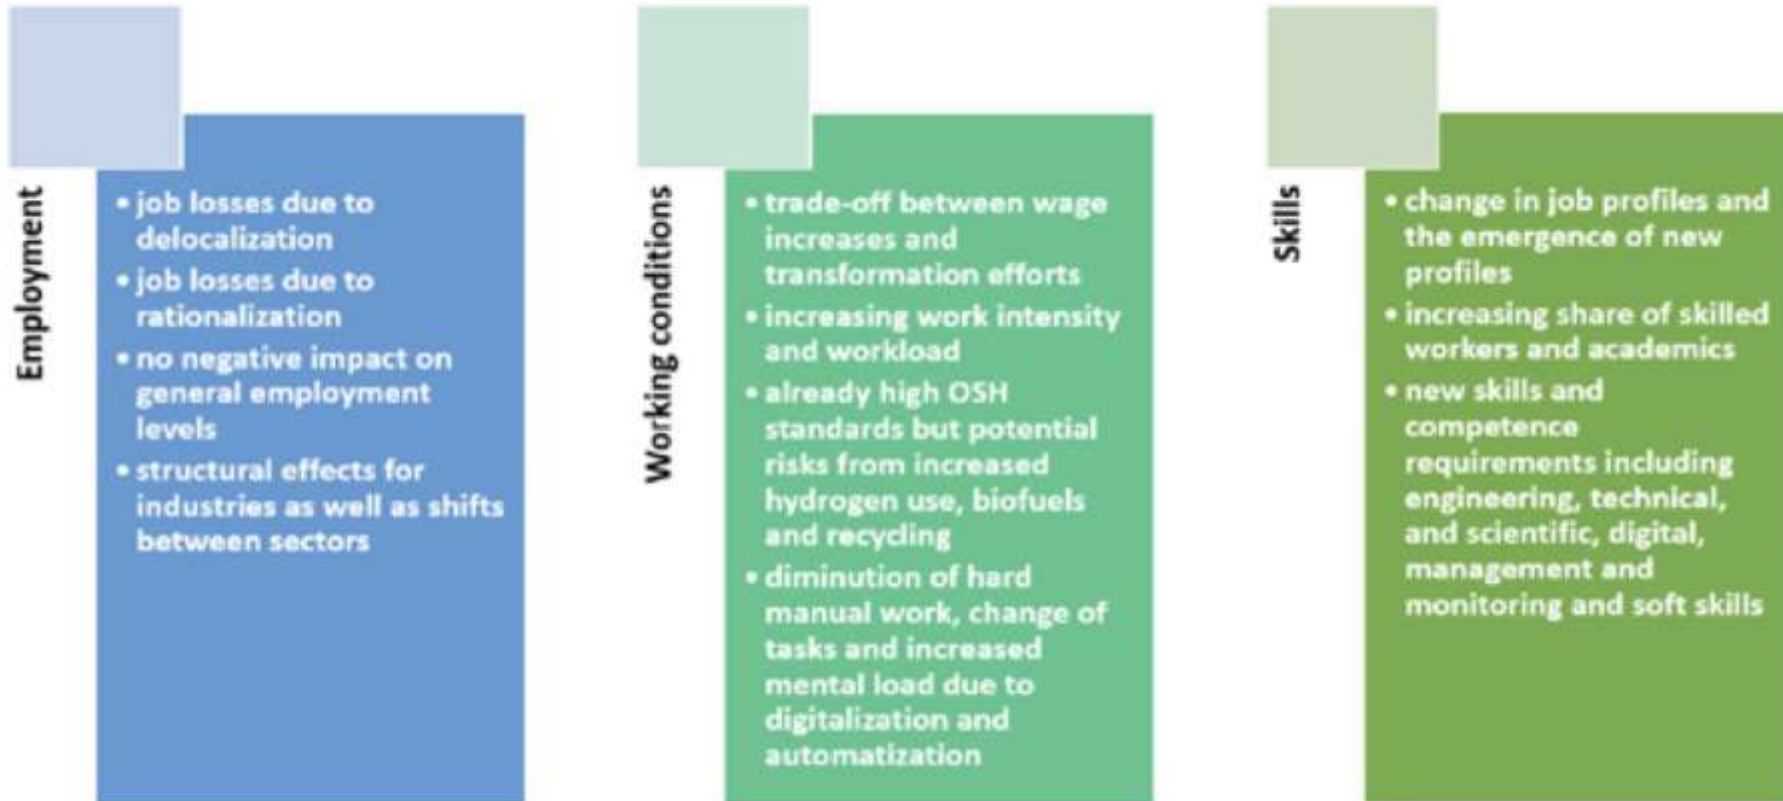 Employment
• job losses due to
delocalization
• job losses due to
rationalization
• no negative impact on
general employment
levels
• structural effects for
industries as well as shifts
between sectors
Working conditions
• trade-off between wage
increases and
transformation efforts
• increasing work intensity
and workload
• already high OSH
standards but potential
risks from increased
hydrogen use, biofuels
and recycling
• diminution of hard
manual work, change of
tasks and increased
mental load due to
digitalization and
automatization
Skills
• change in job profiles and
the emergence of new
profiles
• increasing share of skilled
workers and academics
• new skills and
competence
requirements including
engineering, technical,
and scientific, digital,
management and
monitoring and soft skills